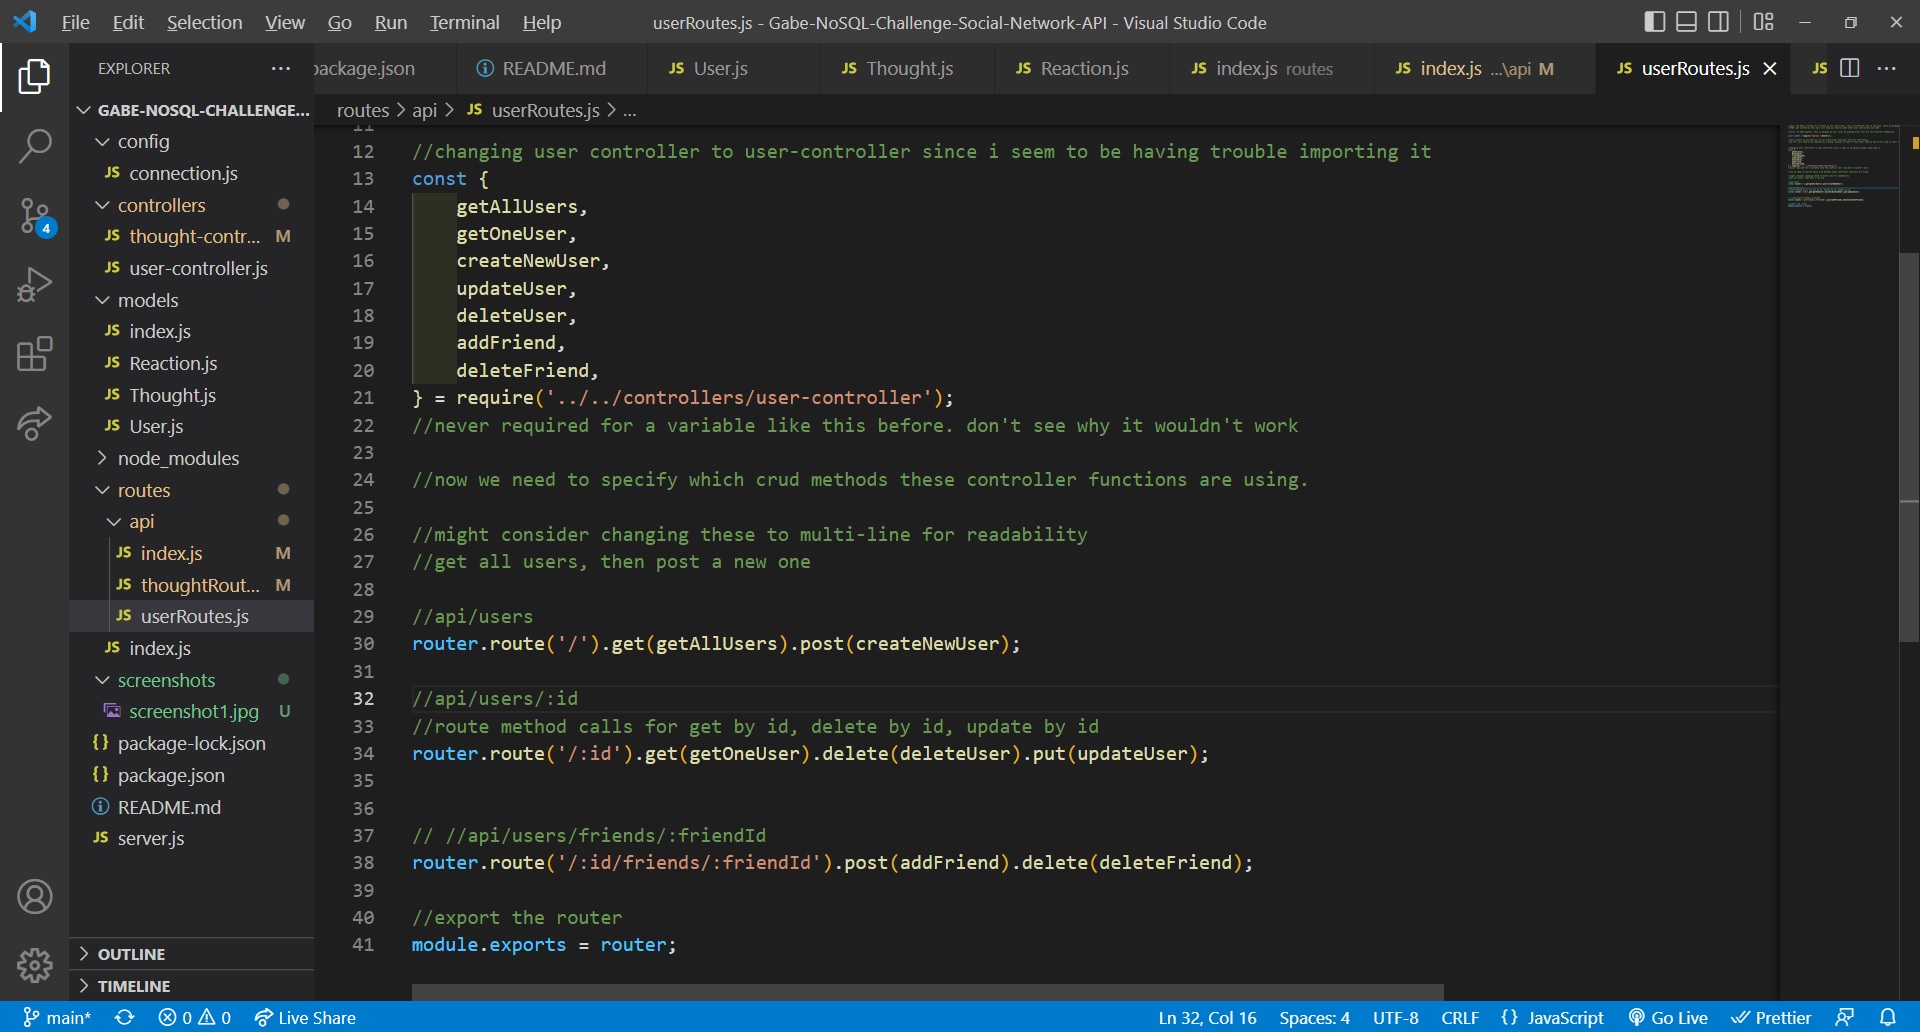 File Edit Selection View Go Run Terminal Help
userRoutes.js - Gabe-NoSQL-Challenge-Social-Network-API - Visual Studio Code
EXPLORER
package.json
README.md
JS User.js
JS Thought.js
JS Reaction.js
JS index.js routes
JS index.js ...\api M
JS userRoutes.js
JS
GABE-NOSQL-CHALLENGE...
config
JS connection.js
controllers
JS thought-contr... M
JS user-controller.js
models
JS index.js
JS Reaction.js
JS Thought.js
JS User.js
node_modules
routes
api
JS index.js M
JS thoughtRout... M
JS userRoutes.js
JS index.js
screenshots
screenshot1.jpg U
{} package-lock.json
{} package.json
README.md
JS server.js
OUTLINE
TIMELINE
4
routes > api > JS userRoutes.js > ...
11
12 //changing user controller to user-controller since i seem to be having trouble importing it
13 const {
14 getAllUsers,
15 getOneUser,
16 createNewUser,
17 updateUser,
18 deleteUser,
19 addFriend,
20 deleteFriend,
21 } = require('../../controllers/user-controller');
22 //never required for a variable like this before. don't see why it wouldn't work
23
24 //now we need to specify which crud methods these controller functions are using.
25
26 //might consider changing these to multi-line for readability
27 //get all users, then post a new one
28
29 //api/users
30 router.route('/').get(getAllUsers).post(createNewUser);
31
32 //api/users/:id
33 //route method calls for get by id, delete by id, update by id
34 router.route('/:id').get(getOneUser).delete(deleteUser).put(updateUser);
35
36
37 // //api/users/friends/:friendId
38 router.route('/:id/friends/:friendId').post(addFriend).delete(deleteFriend);
39
40 //export the router
41 module.exports = router;
main* 0 0 Live Share
Ln 32, Col 16 Spaces: 4 UTF-8 CRLF {} JavaScript Go Live Prettier